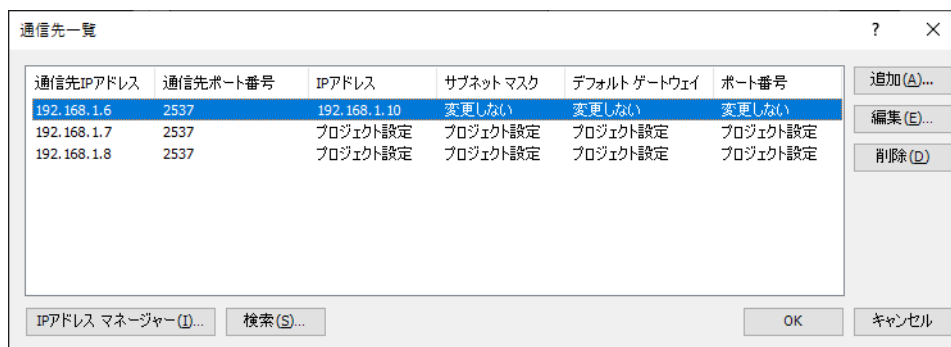 通信先一覧 ? ×
通信先IPアドレス 通信先ポート番号 IPアドレス サブネット マスク デフォルト ゲートウェイ ポート番号 追加(A)...
192.168.1.6 2537 192.168.1.10 変更しない 変更しない 変更しない 編集(E)...
192.168.1.7 2537 プロジェクト設定 プロジェクト設定 プロジェクト設定 プロジェクト設定
192.168.1.8 2537 プロジェクト設定 プロジェクト設定 プロジェクト設定 プロジェクト設定 削除(D)
IPアドレス マネージャー(I)... 検索(S)... OK キャンセル